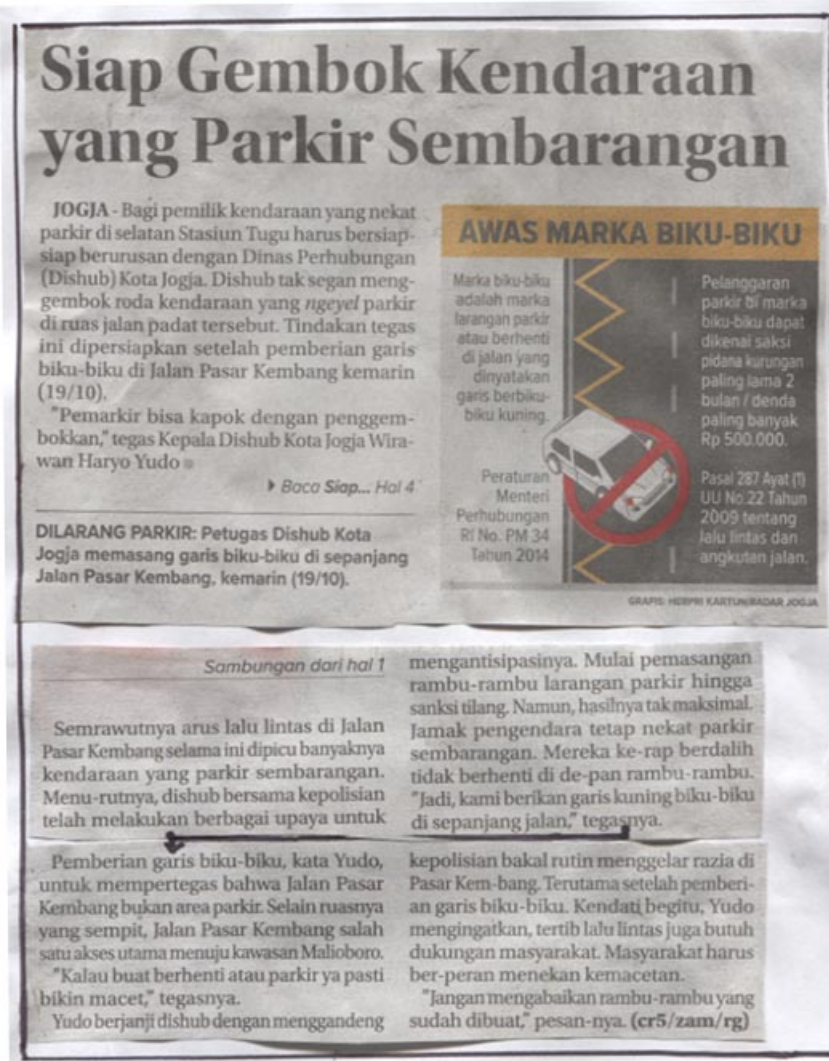 Siap Gembok Kendaraan
yang Parkir Sembarangan
JOGJA - Bagi pemilik kendaraan yang nekat
parkir di selatan Stasiun Tugu harus bersiap-
siap berurusan dengan Dinas Perhubungan
(Dishub) Kota Jogja. Dishub tak segan meng-
gembok roda kendaraan yang ngeyel parkir
di ruas jalan padat tersebut. Tindakan tegas
ini dipersiapkan setelah pemberian garis
biku-biku di Jalan Pasar Kembang kemarin
(19/10).
"Pemarkir bisa kapok dengan penggem-
bokkan," tegas Kepala Dishub Kota Jogja Wira-
wan Haryo Yudo
Baca Siap... Hal 4
DILARANG PARKIR: Petugas Dishub Kota
Jogja memasang garis biku-biku di sepanjang
Jalan Pasar Kembang, kemarin (19/10).
AWAS MARKA BIKU-BIKU
Marka biku-biku
adalah marka
larangan parkir
atau berhenti
di jalan yang
dinyatakan
garis berbiku-
biku kuning.
Peraturan
Menteri
Perhubungan
RI No. PM 34
Tahun 2014
Pelanggaran
parkir di marka
biku-biku dapat
dikenai saksi
pidana kurungan
paling lama 2
bulan / denda
paling banyak
Rp 500.000.
Pasal 287 Ayat (1)
UU No.22 Tahun
2009 tentang
lalu lintas dan
angkutan jalan.
GRAFIS: HERPRI KARTUN/RADAR JOGJA
Sambungan dari hal 1
Semrawutnya arus lalu lintas di Jalan
Pasar Kembang selama ini dipicu banyaknya
kendaraan yang parkir sembarangan.
Menu-rutnya, dishub bersama kepolisian
telah melakukan berbagai upaya untuk
mengantisipasinya. Mulai pemasangan
rambu-rambu larangan parkir hingga
sanksi tilang. Namun, hasilnya tak maksimal.
Jamak pengendara tetap nekat parkir
sembarangan. Mereka ke-rap berdalih
tidak berhenti di de-pan rambu-rambu.
"Jadi, kami berikan garis kuning biku-biku
di sepanjang jalan," tegasnya.
Pemberian garis biku-biku, kata Yudo,
untuk mempertegas bahwa Jalan Pasar
Kembang bukan area parkir. Selain ruasnya
yang sempit, Jalan Pasar Kembang salah
satu akses utama menuju kawasan Malioboro.
"Kalau buat berhenti atau parkir ya pasti
bikin macet," tegasnya.
Yudo berjanji dishub dengan menggandeng
kepolisian bakal rutin menggelar razia di
Pasar Kem-bang. Terutama setelah pemberi-
an garis biku-biku. Kendati begitu, Yudo
mengingatkan, tertib lalu lintas juga butuh
dukungan masyarakat. Masyarakat harus
ber-peran menekan kemacetan.
"Jangan mengabaikan rambu-rambu yang
sudah dibuat," pesan-nya. (cr5/zam/rg)